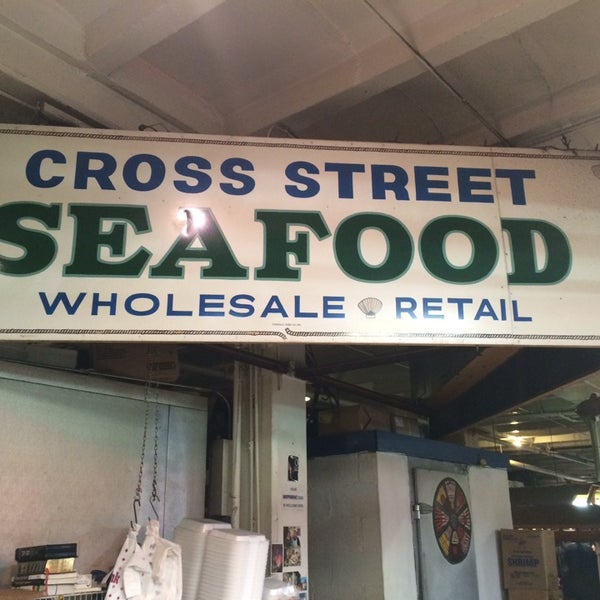 CROSS STREET
SEAFOOD
WHOLESALE RETAIL
SHRIMP